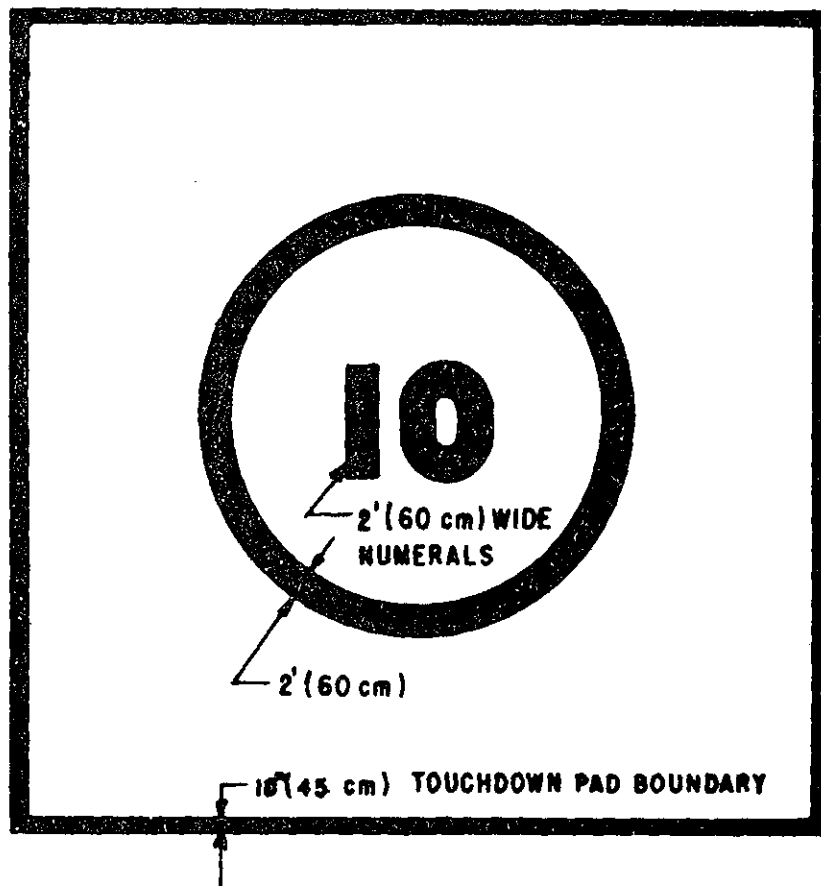 10
2'(60 cm) WIDE
NUMERALS
2'(60 cm)
(45 cm) TOUCHDOWN PAD BOUNDARY